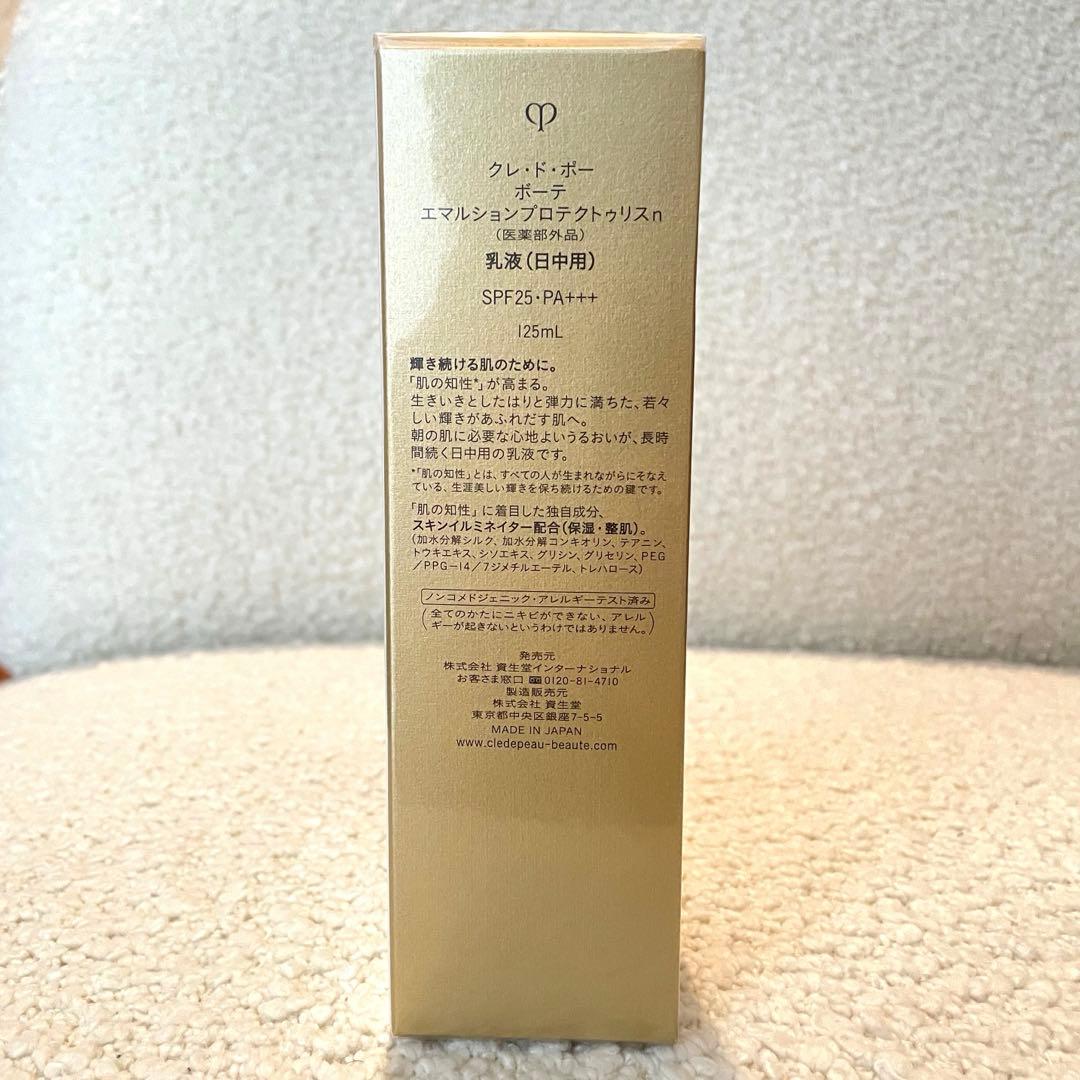 クレ・ド・ポー
ボーテ
エマルションプロテクトゥリスn
(医薬部外品)
乳液(日中用)
SPF25・PA+++
125mL
輝き続ける肌のために。
「肌の知性*」が高まる。
生きいきとしたはりと弾力に満ちた、若々
しい輝きがあふれだす肌へ。
朝の肌に必要な心地よいうるおいが、長時
間続く日中用の乳液です。
*「肌の知性」とは、すべての人が生まれながらにそなえ
ている、生涯美しい輝きを保ち続けるための鍵です。
「肌の知性」に着目した独自成分、
スキンイルミネイター配合(保湿・整肌)。
(加水分解シルク、加水分解コンキオリン、テアニン、
トウキエキス、シソエキス、グリシン、グリセリン、PEG
/PPG-14/7ジメチルエーテル、トレハロース)
ノンコメドジェニック・アレルギーテスト済み
(全てのかたにニキビができない、アレル
ギーが起きないというわけではありません。)
発売元
株式会社 資生堂インターナショナル
お客さま窓口 0120-81-4710
製造販売元
株式会社 資生堂
東京都中央区銀座7-5-5
MADE IN JAPAN
www.cledepeau-beaute.com